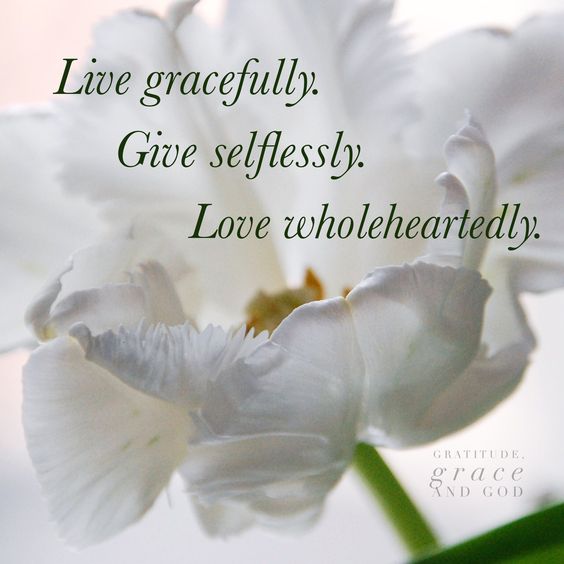 Live gracefully.
Give selflessly.
Love wholeheartedly.
GRATITUDE,
grace
AND GOD